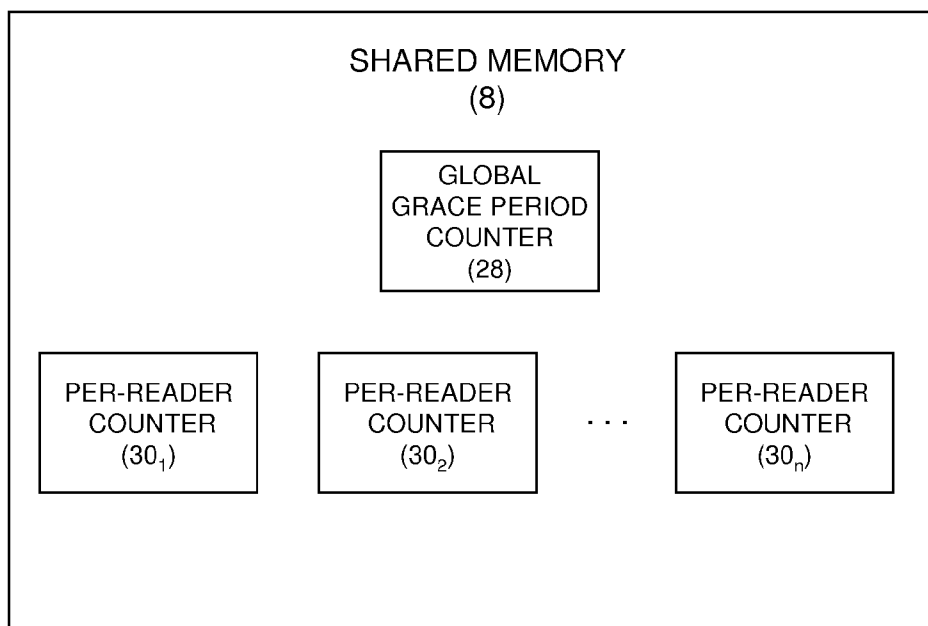 SHARED MEMORY
(8)
GLOBAL
GRACE PERIOD
COUNTER
(28)
PER-READER
COUNTER
(30₁)
PER-READER
COUNTER
(30₂)
. . .
PER-READER
COUNTER
(30ₙ)